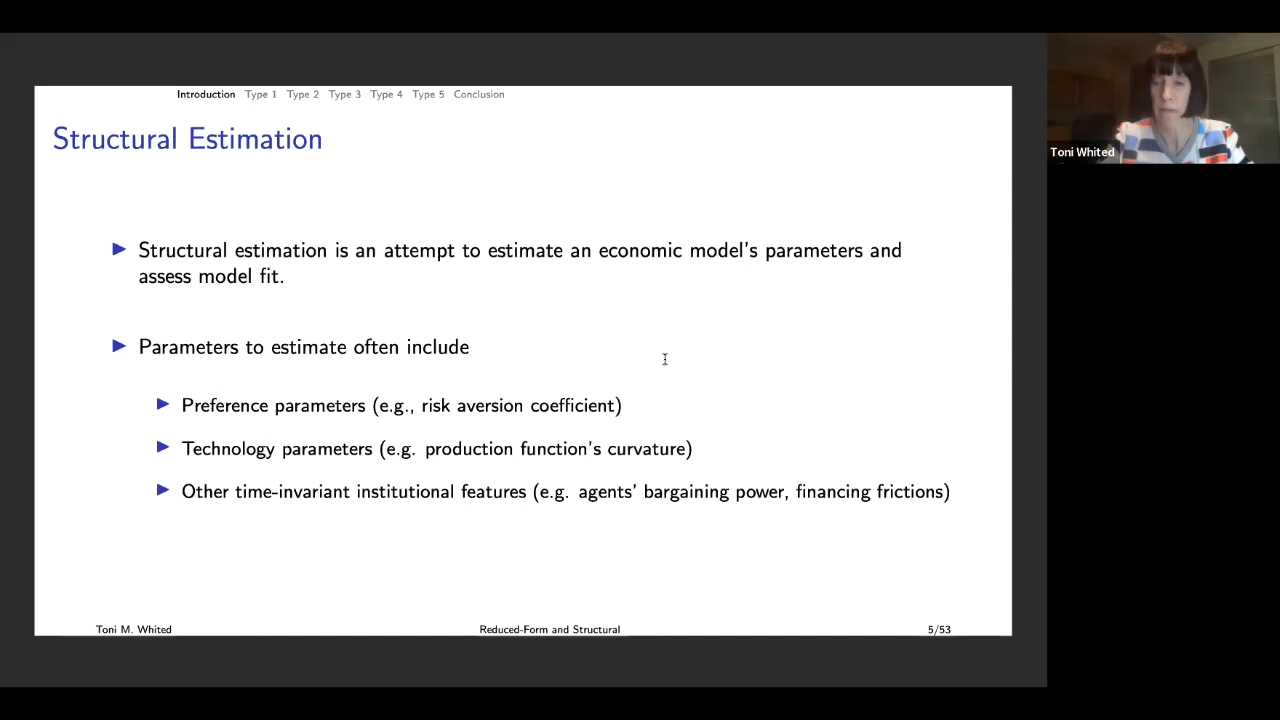 Introduction Type 1 Type 2 Type 3 Type 4 Type 5 Conclusion
Structural Estimation
Structural estimation is an attempt to estimate an economic model's parameters and
assess model fit.
Parameters to estimate often include
Preference parameters (e.g., risk aversion coefficient)
Technology parameters (e.g. production function's curvature)
Other time-invariant institutional features (e.g. agents' bargaining power, financing frictions)
Toni M. Whited Reduced-Form and Structural 5/53
Toni Whited